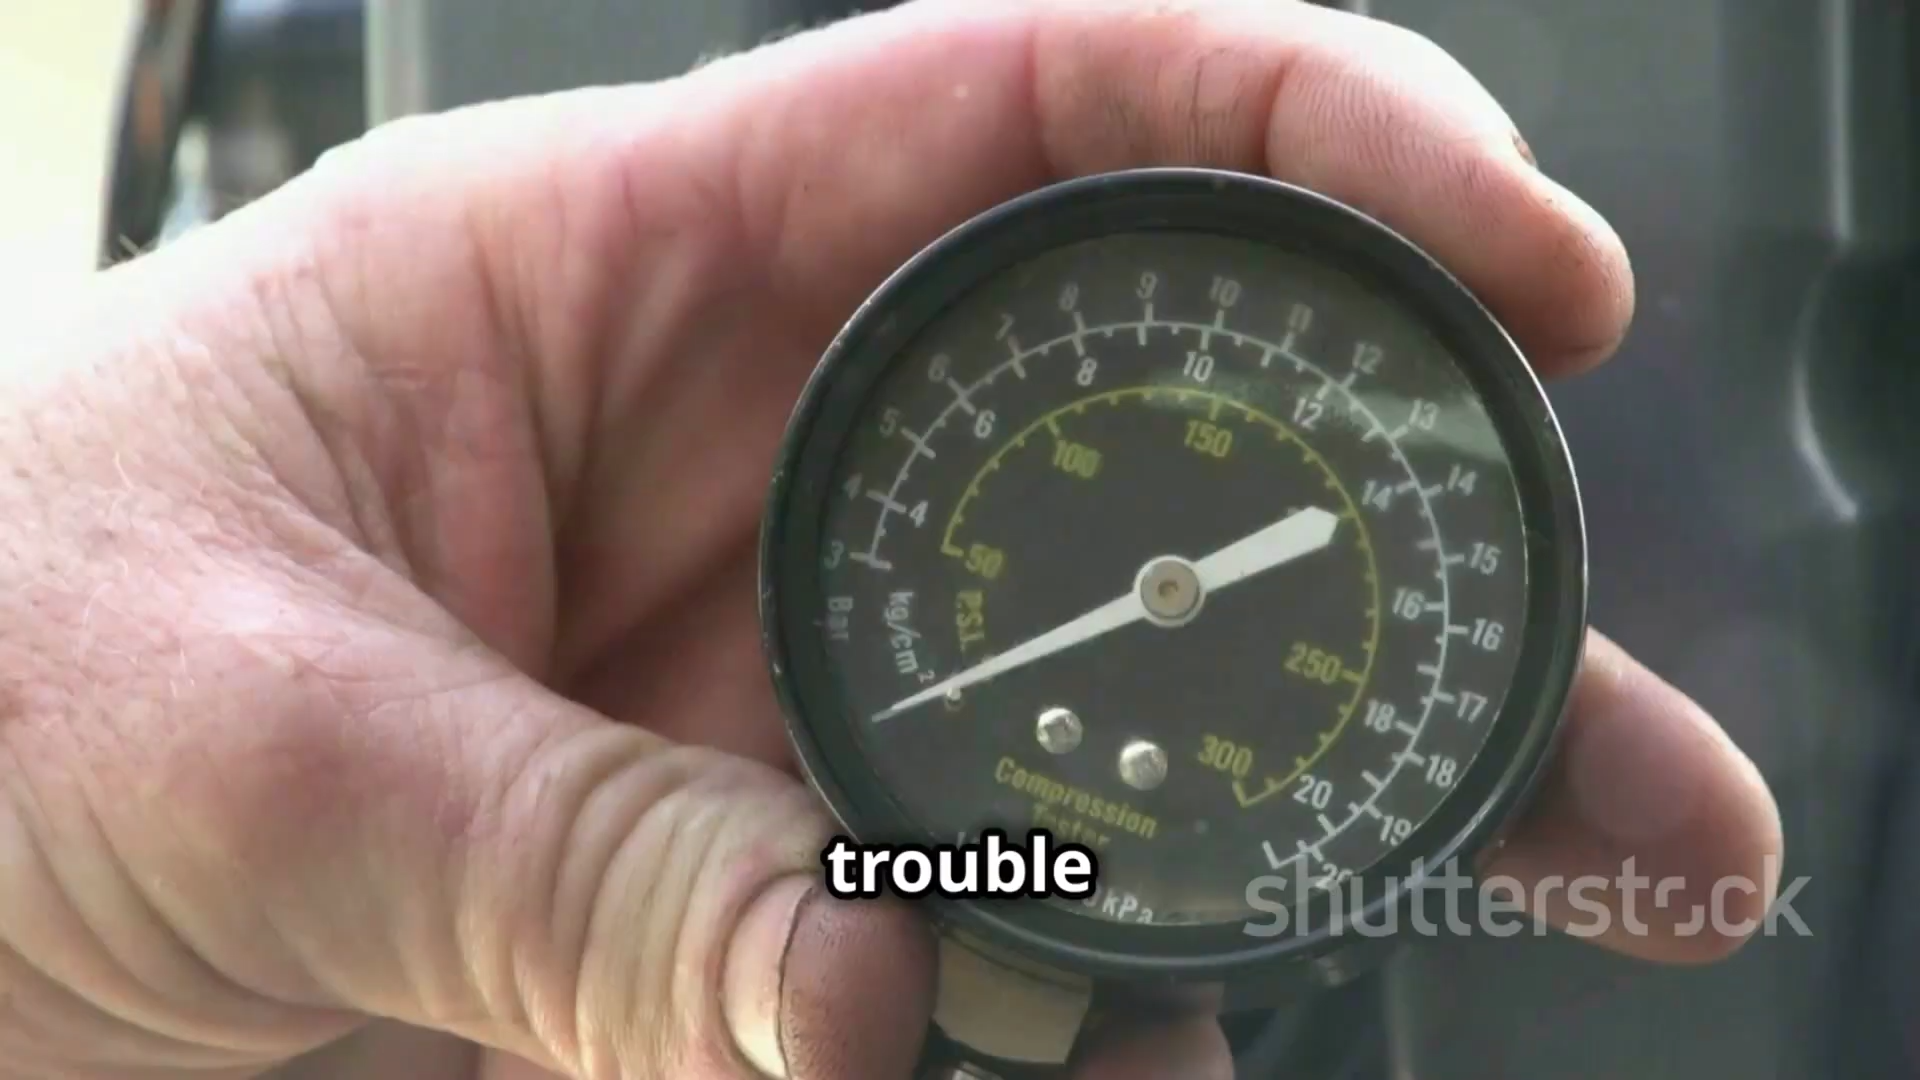 8 9 10 11 12
7 13
6 8 10 12 14
5 6 14
4 100 150 15
4 16 16
3 50 17
Bar kg/cm² PSI 250 18 18
300 20 19
Compression
Tester
trouble
kPa
shutterstock